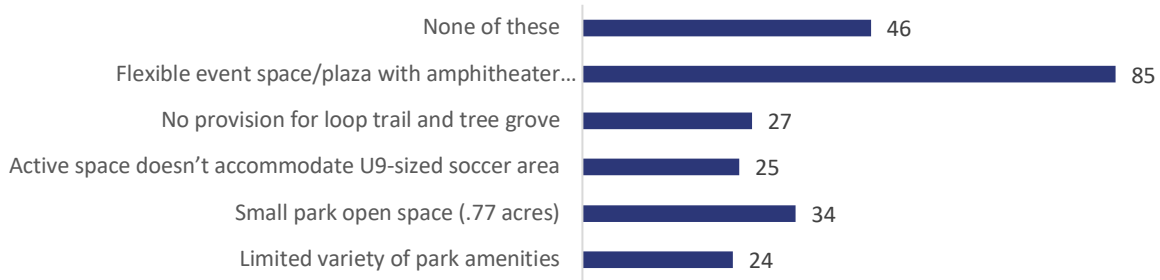 None of these 46
Flexible event space/plaza with amphitheater... 85
No provision for loop trail and tree grove 27
Active space doesn’t accommodate U9-sized soccer area 25
Small park open space (.77 acres) 34
Limited variety of park amenities 24